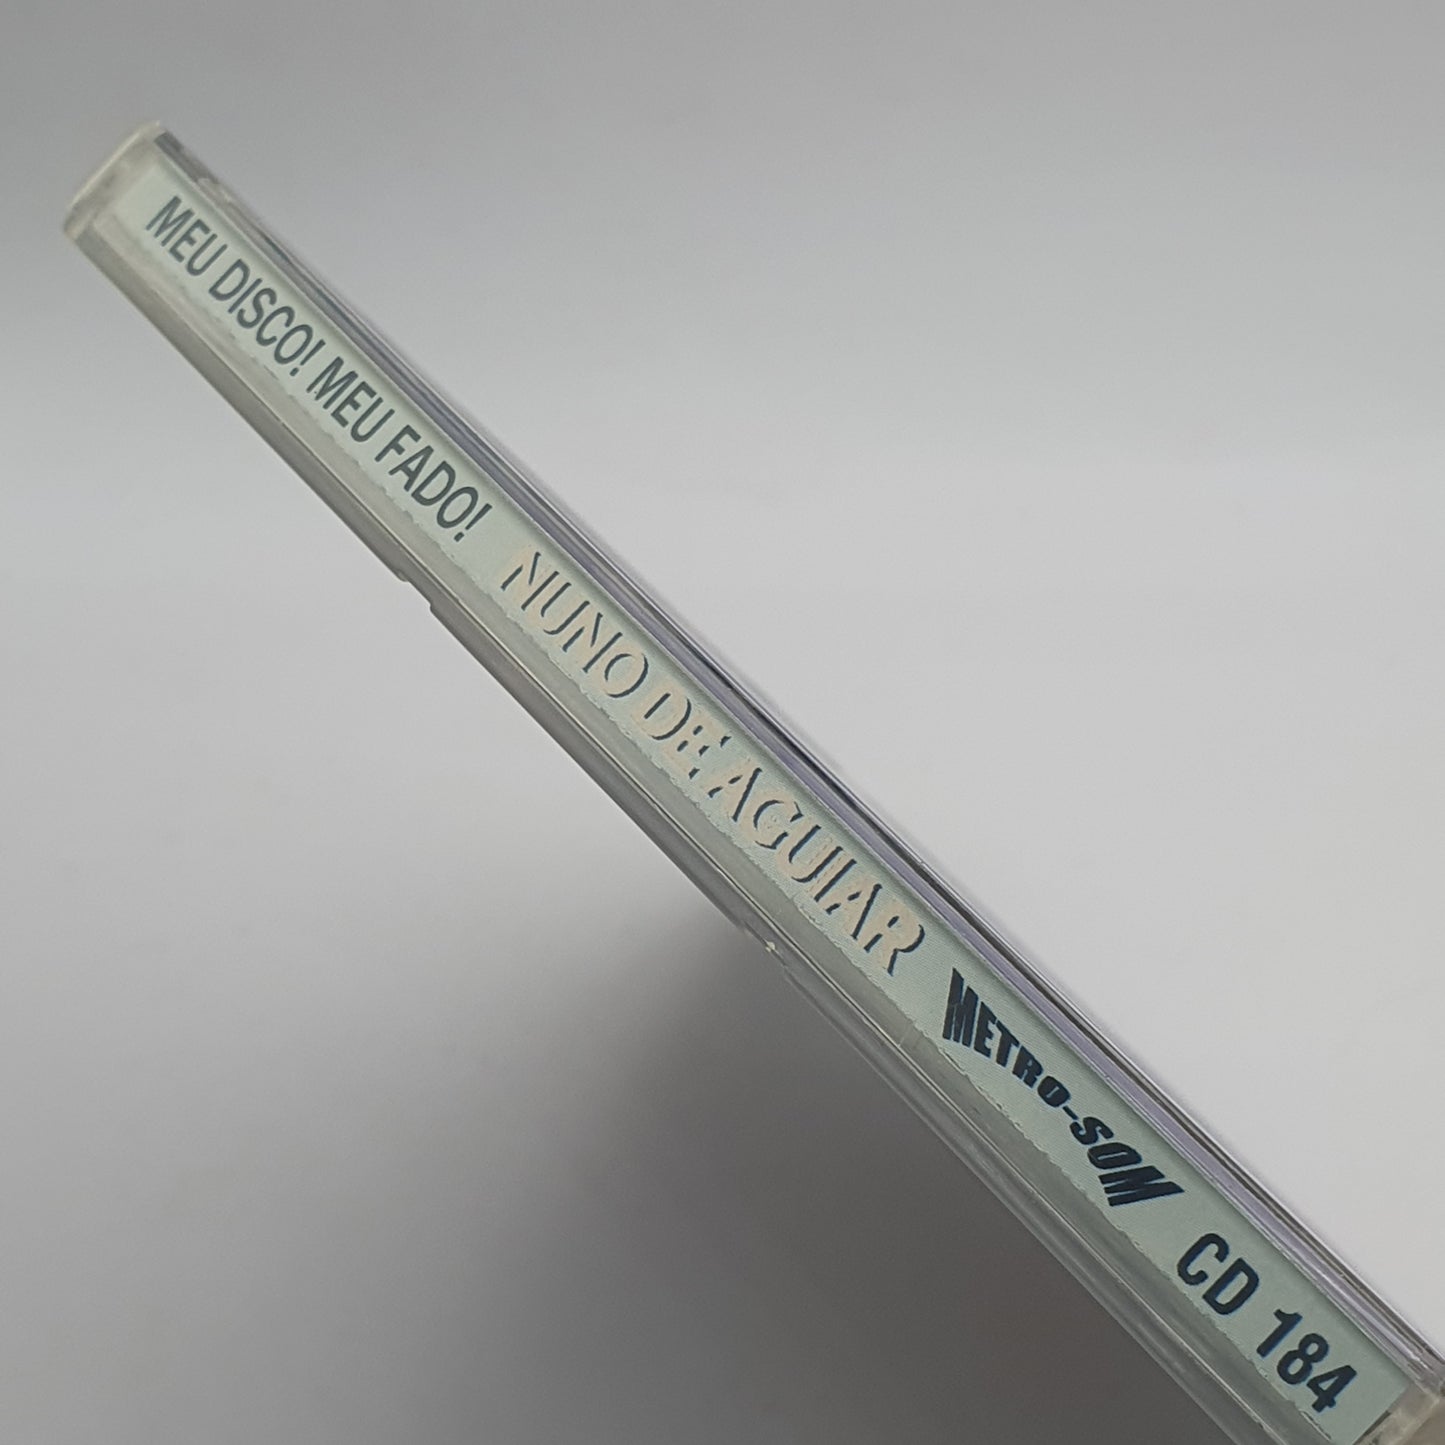 MEU DISCO! MEU FADO! NUNO DE AGUIAR METRO-SOM CD 184